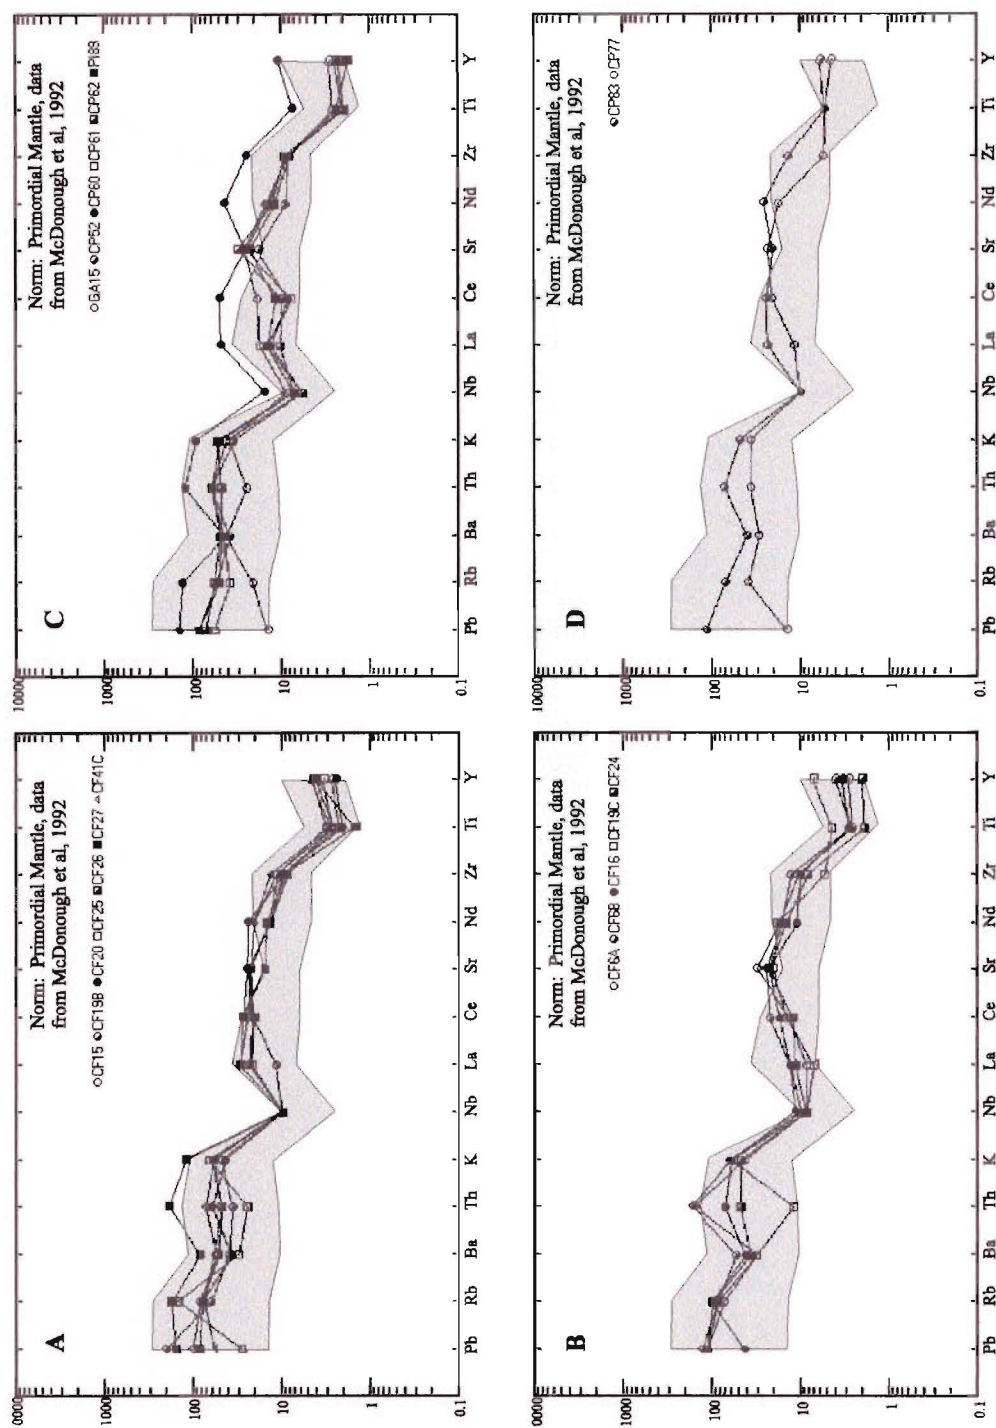 A
Norm: Primordial Mantle, data
from McDonough et al, 1992
○CF15 ●CF19B ●CF20 □CF25 ■CF26 ■CF27 △CF41C
0000
1000
100
10
1
0.1
Pb Rb Ba Th K Nb La Ce Sr Nd Zr Ti Y
C
Norm: Primordial Mantle, data
from McDonough et al, 1992
○GA15 ●CP52 ●CP60 □CP61 ■CP62 ■PI89
10000
1000
100
10
1
0.1
Pb Rb Ba Th K Nb La Ce Sr Nd Zr Ti Y
B
Norm: Primordial Mantle, data
from McDonough et al, 1992
○CF6A ●CF6B ●CF16 □CF19C ■CF24
0000
1000
100
10
1
0.1
Pb Rb Ba Th K Nb La Ce Sr Nd Zr Ti Y
D
Norm: Primordial Mantle, data
from McDonough et al, 1992
●CP83 ○CP77
10000
1000
100
10
1
0.1
Pb Rb Ba Th K Nb La Ce Sr Nd Zr Ti Y